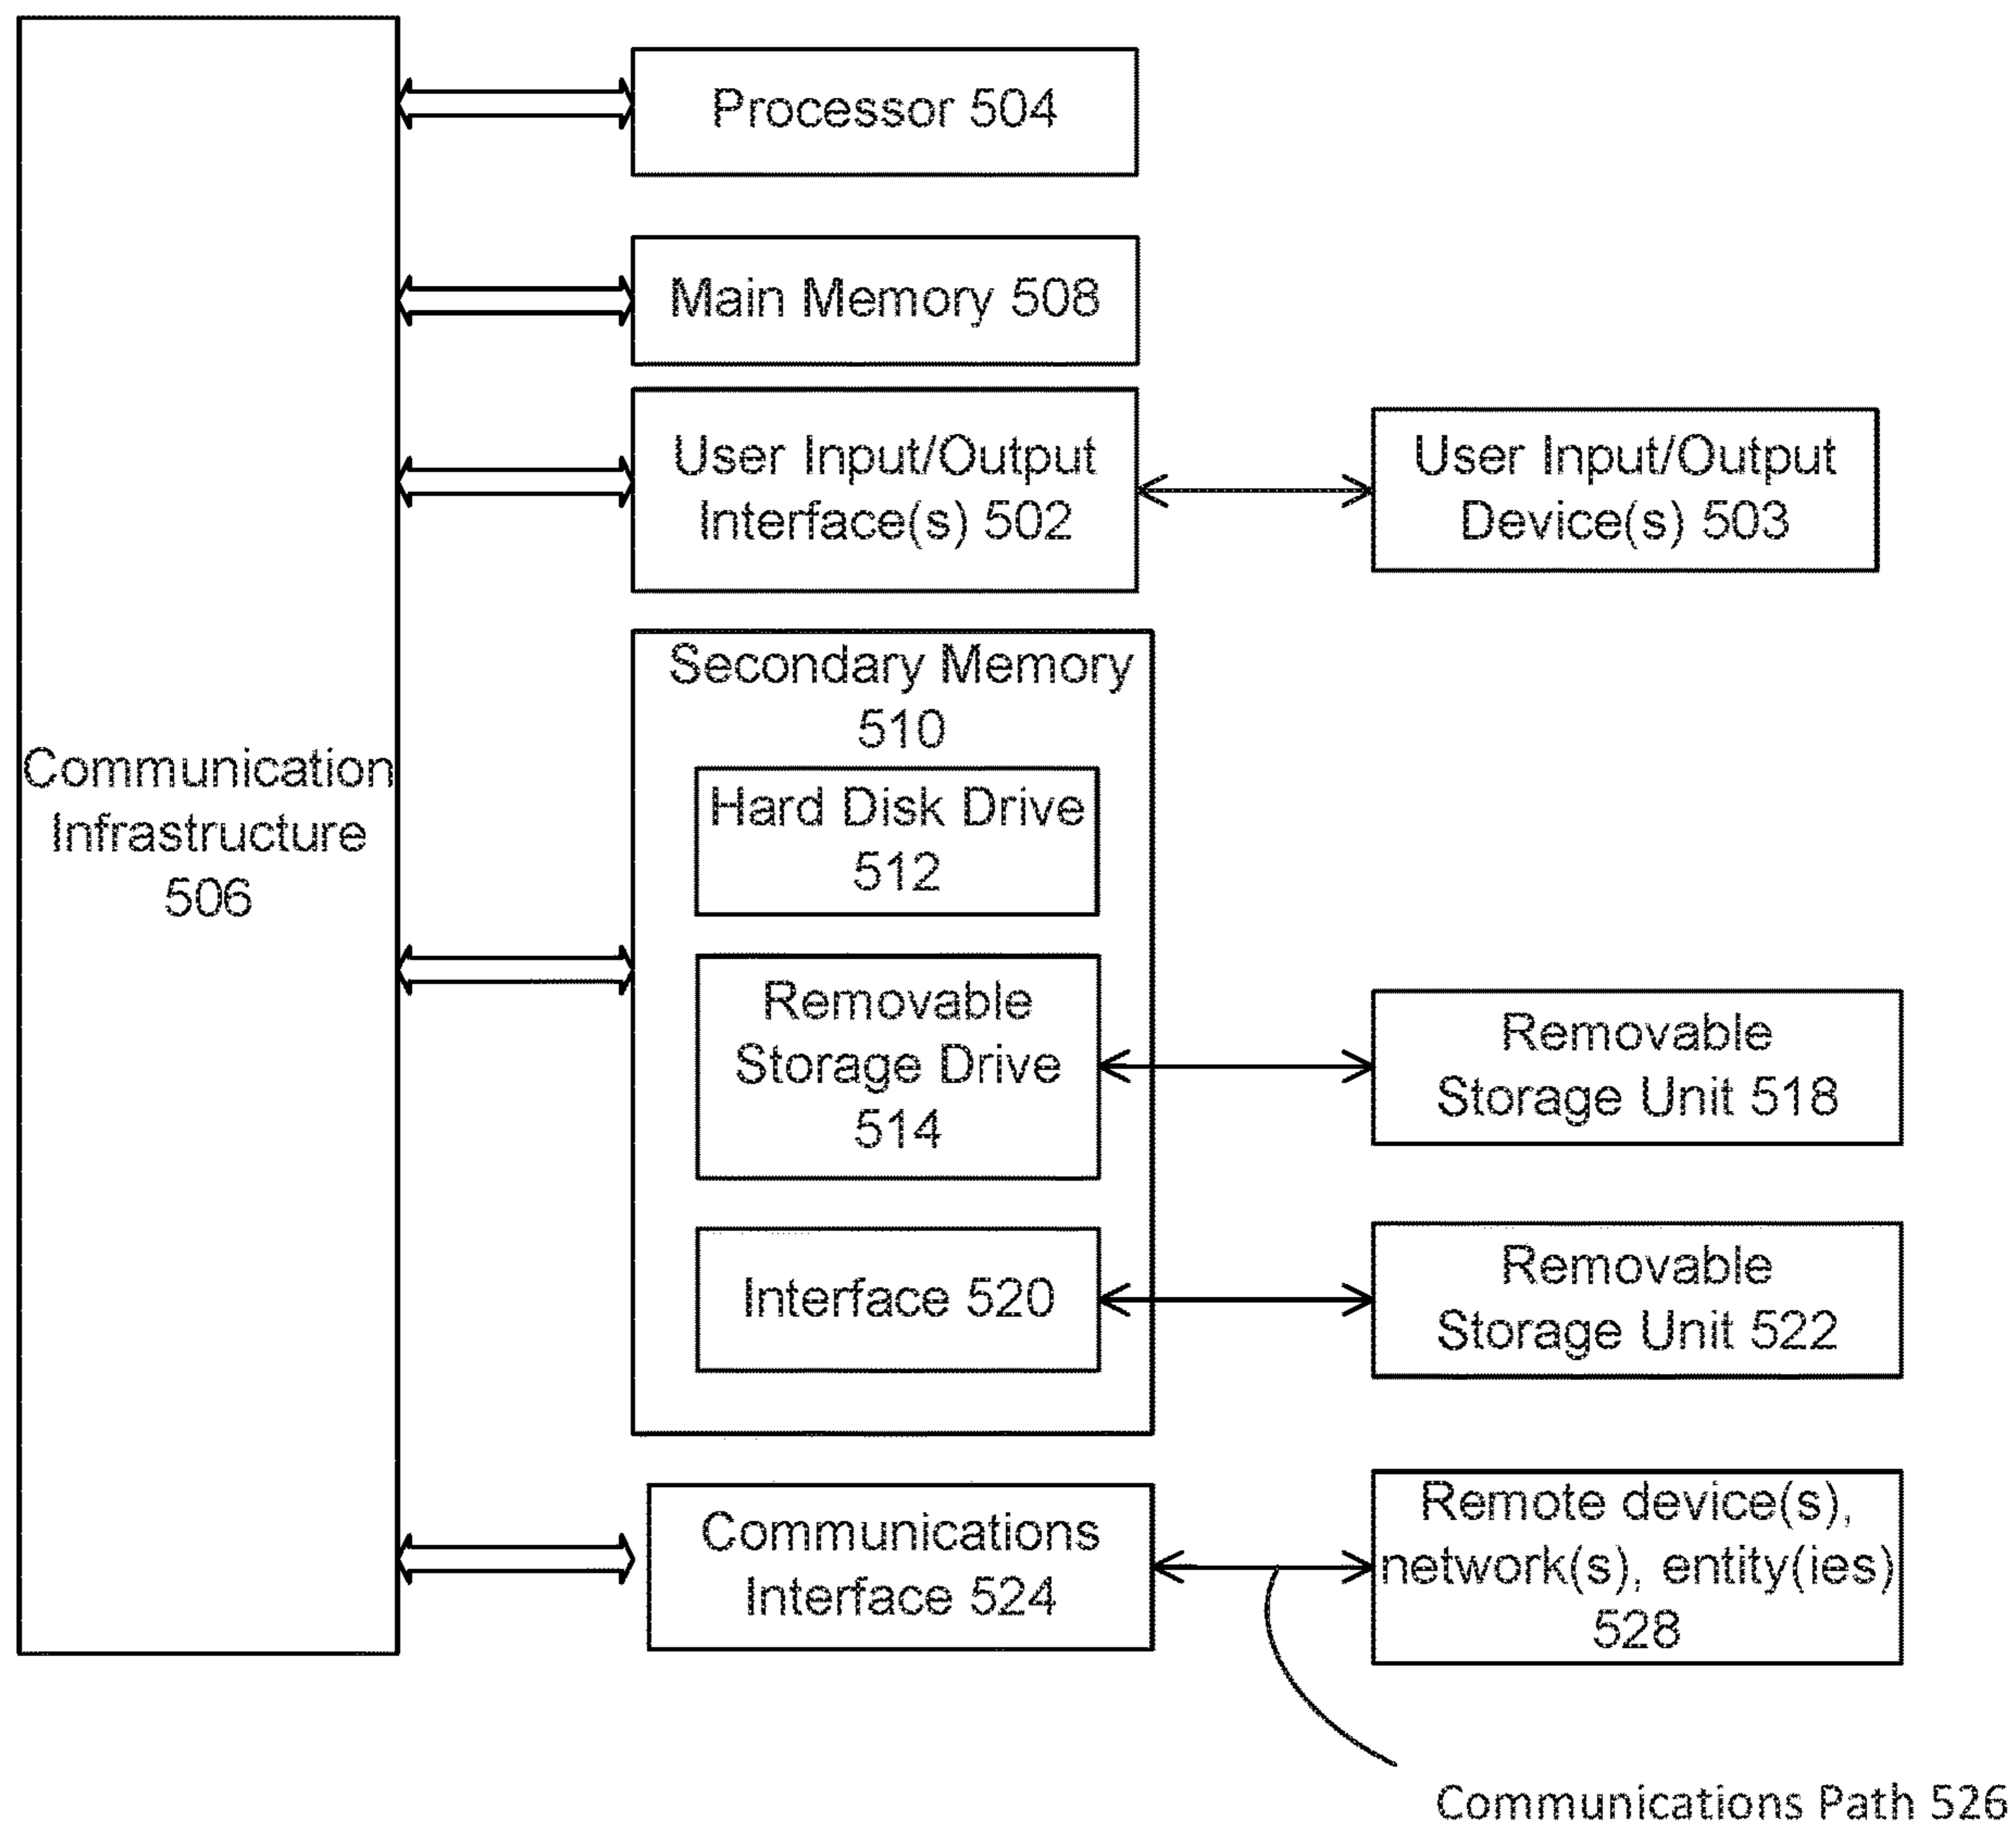 Communication
Infrastructure
506
Processor 504
Main Memory 508
User Input/Output
Interface(s) 502
User Input/Output
Device(s) 503
Secondary Memory
510
Hard Disk Drive
512
Removable
Storage Drive
514
Removable
Storage Unit 518
Interface 520
Removable
Storage Unit 522
Communications
Interface 524
Remote device(s),
network(s), entity(ies)
528
Communications Path 526